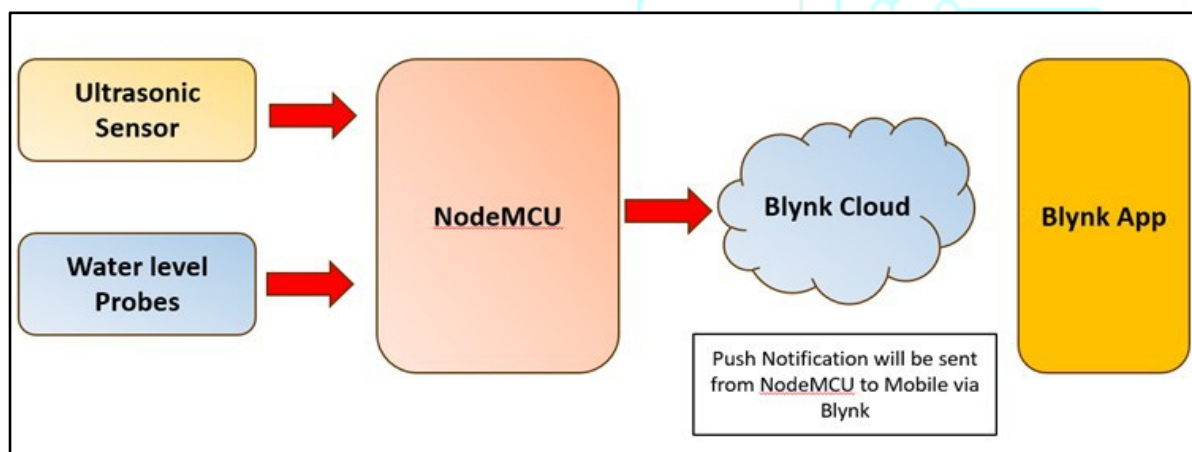 Ultrasonic
Sensor
Water level
Probes
NodeMCU
Blynk Cloud
Push Notification will be sent
from NodeMCU to Mobile via
Blynk
Blynk App